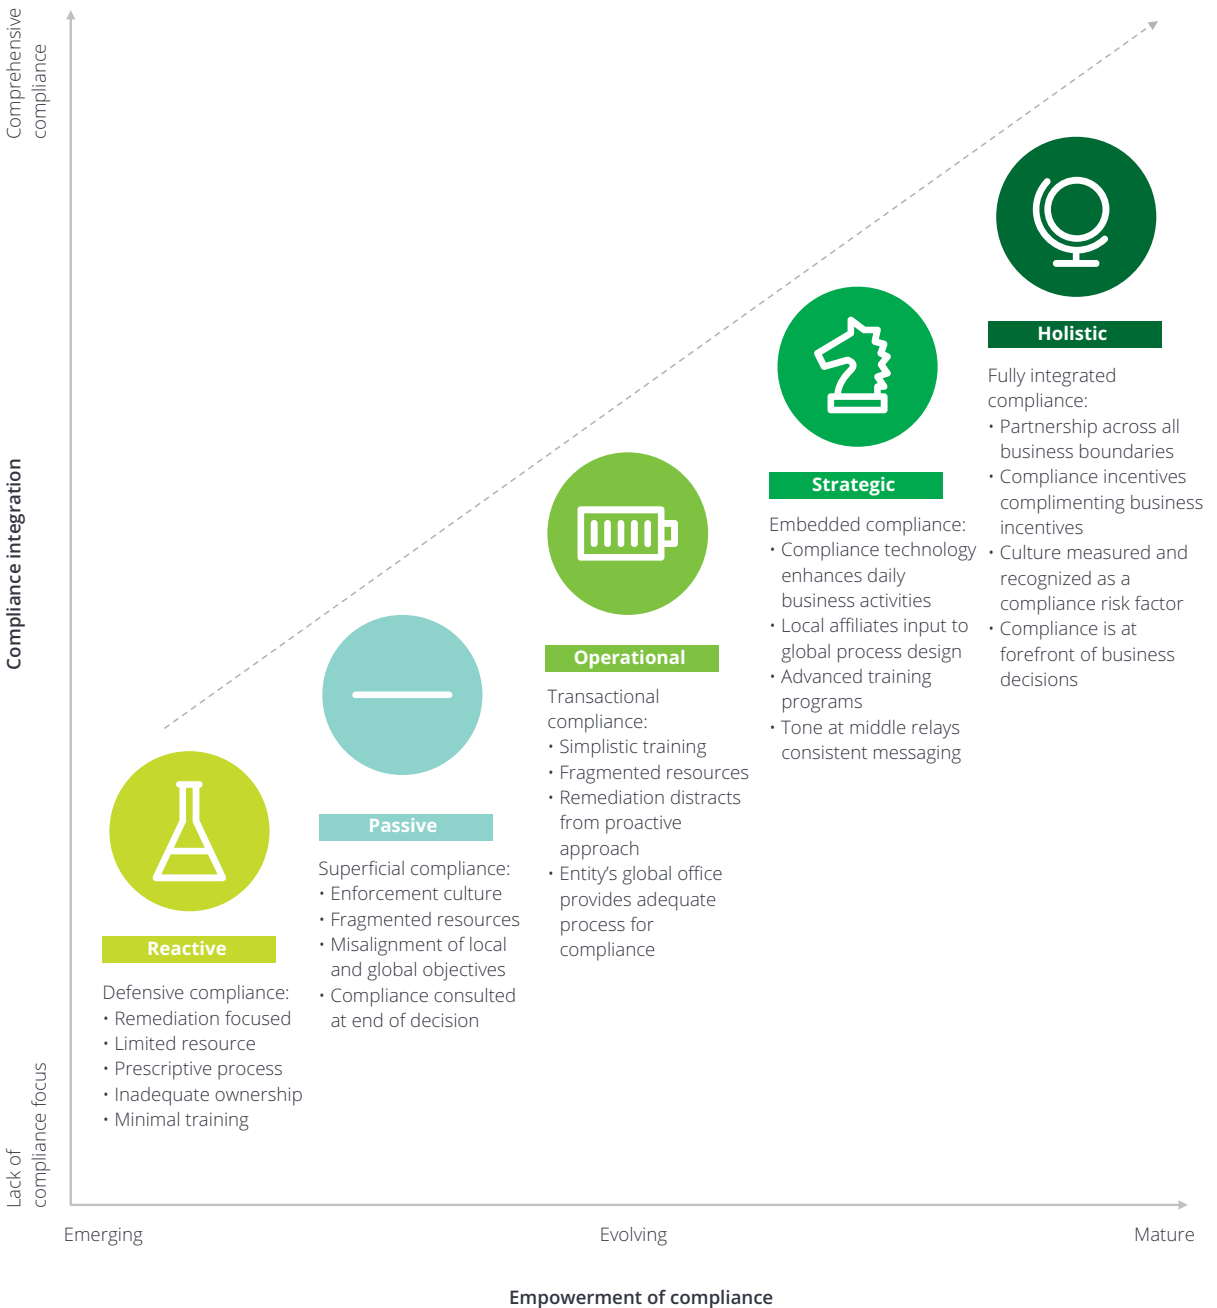 Comprehensive
compliance
Compliance integration
Lack of
compliance focus
Reactive
Defensive compliance:
• Remediation focused
• Limited resource
• Prescriptive process
• Inadequate ownership
• Minimal training
Passive
Superficial compliance:
• Enforcement culture
• Fragmented resources
• Misalignment of local
and global objectives
• Compliance consulted
at end of decision
Operational
Transactional
compliance:
• Simplistic training
• Fragmented resources
• Remediation distracts
from proactive
approach
• Entity’s global office
provides adequate
process for
compliance
Strategic
Embedded compliance:
• Compliance technology
enhances daily
business activities
• Local affiliates input to
global process design
• Advanced training
programs
• Tone at middle relays
consistent messaging
Holistic
Fully integrated
compliance:
• Partnership across all
business boundaries
• Compliance incentives
complimenting business
incentives
• Culture measured and
recognized as a
compliance risk factor
• Compliance is at
forefront of business
decisions
Emerging
Evolving
Mature
Empowerment of compliance